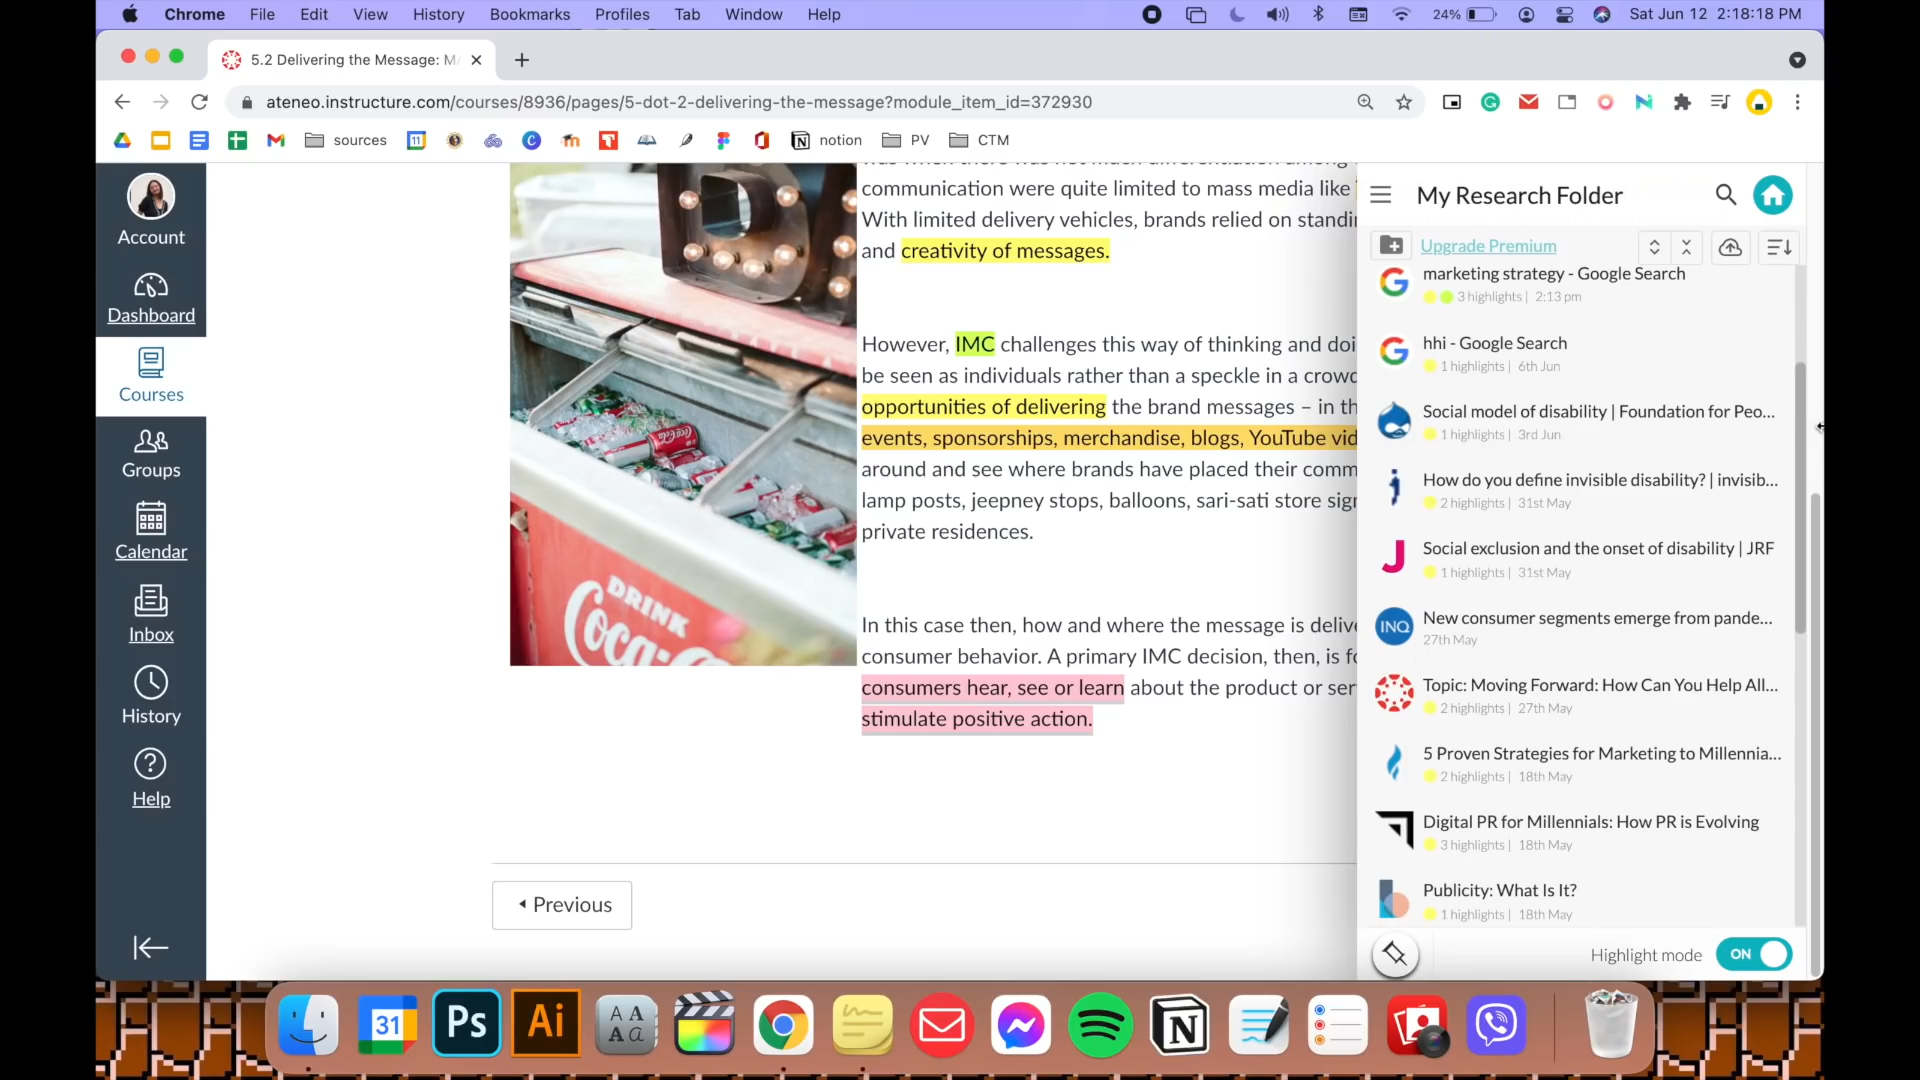 Chrome File Edit View History Bookmarks Profiles Tab Window Help 24% Sat Jun 12 2:18:18 PM
5.2 Delivering the Message: MA
ateneo.instructure.com/courses/8936/pages/5-dot-2-delivering-the-message?module_item_id=372930
sources 11 notion PV CTM
Account
Dashboard
Courses
Groups
Calendar
Inbox
History
Help
communication were quite limited to mass media like
With limited delivery vehicles, brands relied on standin
and creativity of messages.
However, IMC challenges this way of thinking and doi
be seen as individuals rather than a speckle in a crowd
opportunities of delivering the brand messages – in th
events, sponsorships, merchandise, blogs, YouTube vid
around and see where brands have placed their comm
lamp posts, jeepney stops, balloons, sari-sati store sign
private residences.
In this case then, how and where the message is delive
consumer behavior. A primary IMC decision, then, is fo
consumers hear, see or learn about the product or ser
stimulate positive action.
DRINK
Coca-C
Previous
My Research Folder
Upgrade Premium
marketing strategy - Google Search
3 highlights | 2:13 pm
hhi - Google Search
1 highlights | 6th Jun
Social model of disability | Foundation for Peo...
1 highlights | 3rd Jun
How do you define invisible disability? | invisib...
2 highlights | 31st May
Social exclusion and the onset of disability | JRF
1 highlights | 31st May
INQ
New consumer segments emerge from pande...
27th May
Topic: Moving Forward: How Can You Help All...
2 highlights | 27th May
5 Proven Strategies for Marketing to Millennia...
2 highlights | 18th May
Digital PR for Millennials: How PR is Evolving
3 highlights | 18th May
Publicity: What Is It?
1 highlights | 18th May
Highlight mode ON
31 Ps Ai